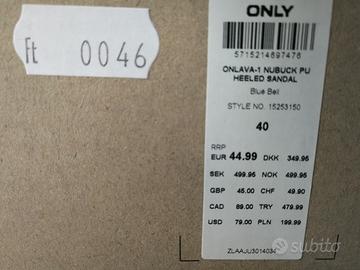 ft 0046
ONLY
5715214697476
ONLAVA-1 NUBUCK PU
HEELED SANDAL
Blue Bell
STYLE NO. 15253150
40
RRP
EUR 44.99 DKK 349.95
SEK 499.95 NOK 499.95
GBP 45.00 CHF 49.90
CAD 89.00 TRY 479.99
USD 79.00 PLN 199.99
ZLAAJU3014034
subito